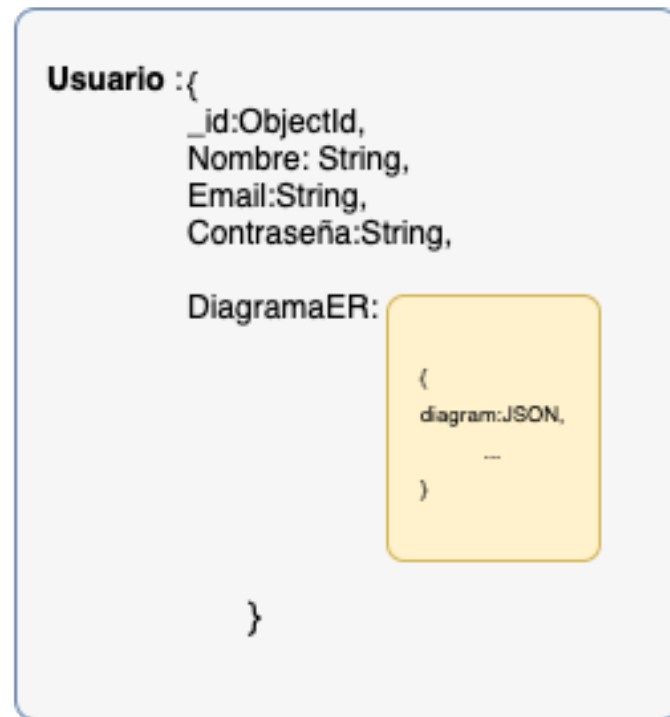 Usuario :{
_id:ObjectId,
Nombre: String,
Email:String,
Contraseña:String,
DiagramaER:
{
diagram:JSON,
...
}
}